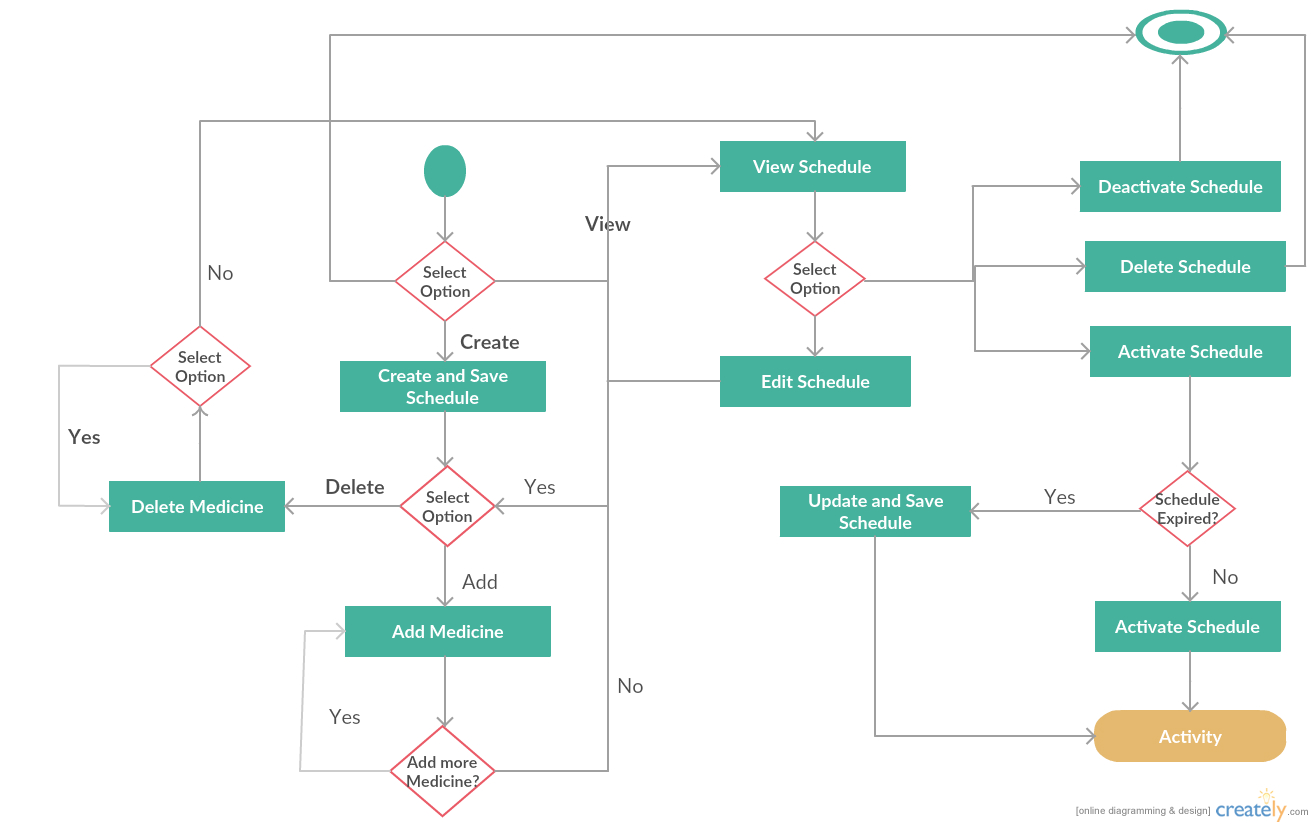 View Schedule
Deactivate Schedule
View
Select
Option
Select
Option
Delete Schedule
No
Create
Activate Schedule
Select
Option
Create and Save
Schedule
Edit Schedule
Yes
Delete
Yes
Delete Medicine
Select
Option
Update and Save
Schedule
Yes
Schedule
Expired?
Add
No
Add Medicine
Activate Schedule
No
Yes
Add more
Medicine?
Activity
[online diagramming & design] creately.com